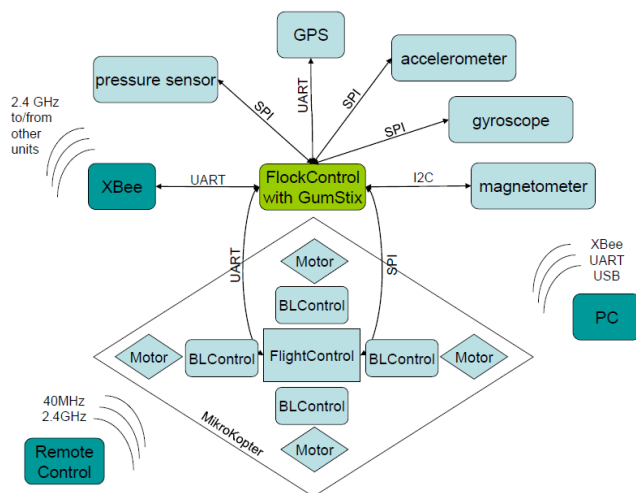 GPS
pressure sensor
accelerometer
SPI
UART
SPI
2.4 GHz
to/from
other
units
SPI
gyroscope
XBee
UART
FlockControl
with GumStix
I2C
magnetometer
UART
SPI
XBee
UART
USB
PC
Motor
BLControl
Motor
BLControl
FlightControl
BLControl
Motor
BLControl
Motor
MikroKopter
40MHz
2.4GHz
Remote
Control